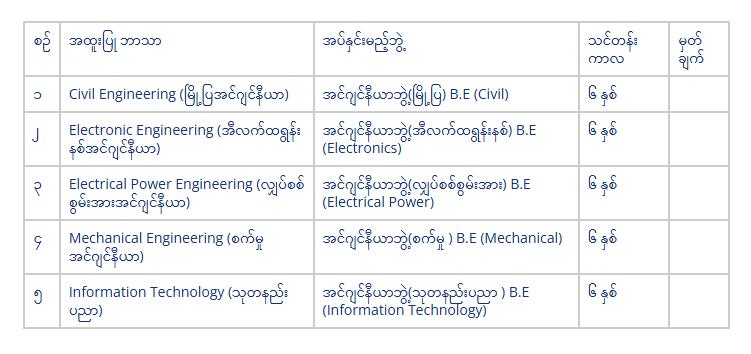 စဉ် အထူးပြု ဘာသာ အပ်နှင်းမည့်ဘွဲ့ သင်တန်း မှတ်
ကာလ ချက်
၁ Civil Engineering (မြို့ပြအင်ဂျင်နီယာ) အင်ဂျင်နီယာဘွဲ့(မြို့ပြ) B.E (Civil) ၆ နှစ်
၂ Electronic Engineering (အီလက်ထရွန်း အင်ဂျင်နီယာဘွဲ့(အီလက်ထရွန်းနစ်) B.E ၆ နှစ်
နစ်အင်ဂျင်နီယာ) (Electronics)
၃ Electrical Power Engineering (လျှပ်စစ် အင်ဂျင်နီယာဘွဲ့(လျှပ်စစ်စွမ်းအား) B.E ၆ နှစ်
စွမ်းအားအင်ဂျင်နီယာ) (Electrical Power)
၄ Mechanical Engineering (စက်မှု အင်ဂျင်နီယာဘွဲ့(စက်မှု ) B.E (Mechanical) ၆ နှစ်
အင်ဂျင်နီယာ)
၅ Information Technology (သုတနည်း အင်ဂျင်နီယာဘွဲ့(သုတနည်းပညာ ) B.E ၆ နှစ်
ပညာ) (Information Technology)